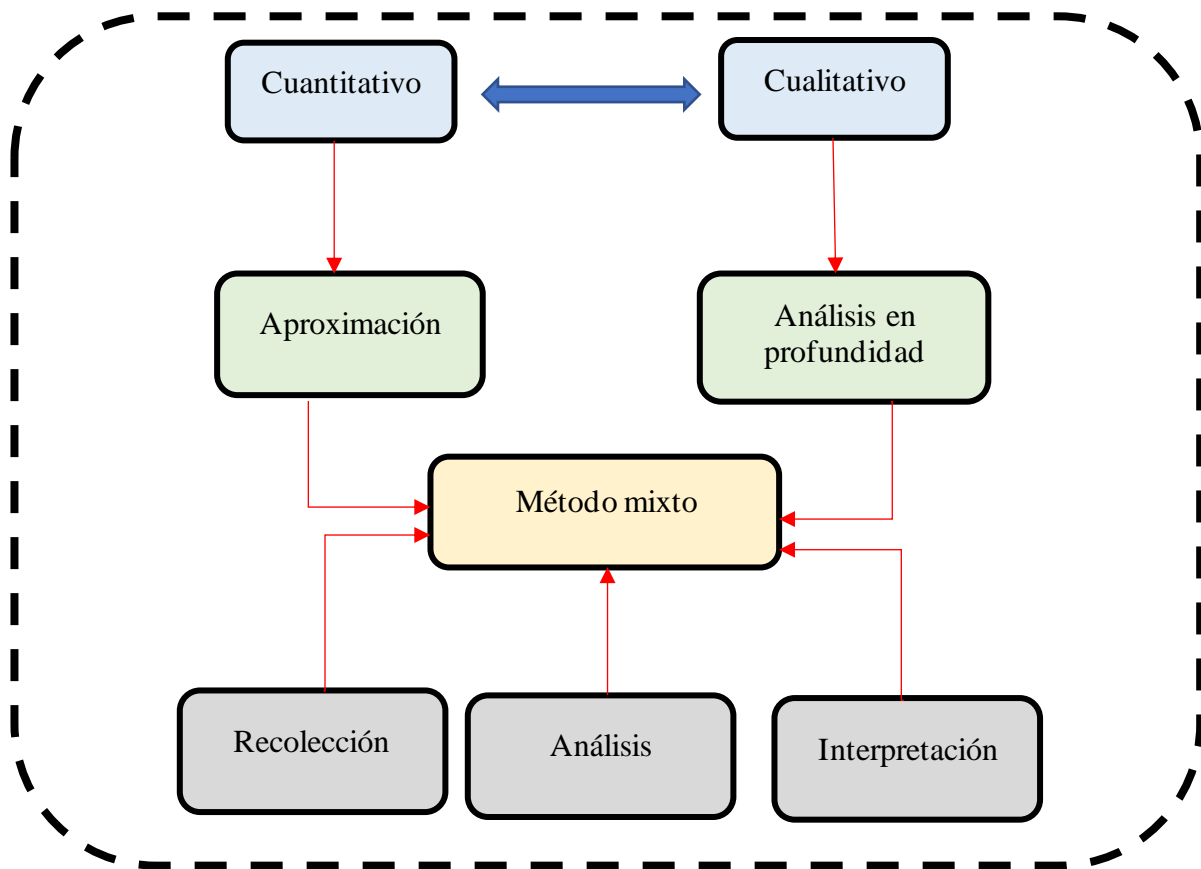 Cuantitativo
Cualitativo
Aproximación
Análisis en
profundidad
Método mixto
Recolección
Análisis
Interpretación